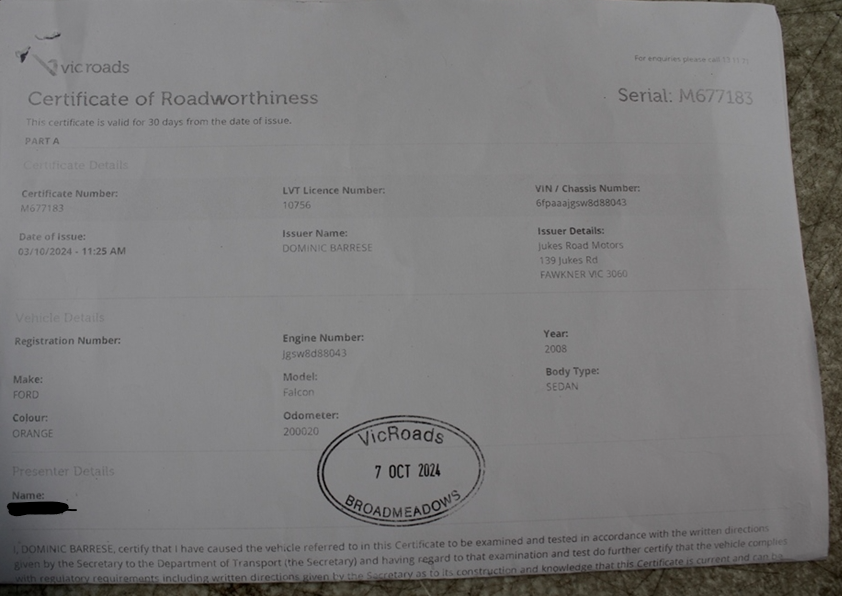 vicroads
For enquiries please call 13 11 71
Certificate of Roadworthiness
Serial: M677183
This certificate is valid for 30 days from the date of issue.
PART A
Certificate Details
Certificate Number:
M677183
LVT Licence Number:
10756
VIN / Chassis Number:
6fpaaajgsw8d88043
Date of Issue:
03/10/2024 - 11:25 AM
Issuer Name:
DOMINIC BARRESE
Issuer Details:
Jukes Road Motors
139 Jukes Rd
FAWKNER VIC 3060
Vehicle Details
Registration Number:
Engine Number:
jgsw8d88043
Year:
2008
Make:
FORD
Model:
Falcon
Body Type:
SEDAN
Colour:
ORANGE
Odometer:
200020
VicRoads
7 OCT 2024
BROADMEADOWS
Presenter Details
Name:
I, DOMINIC BARRESE, certify that I have caused the vehicle referred to in this Certificate to be examined and tested in accordance with the written directions
given by the Secretary to the Department of Transport (the Secretary) and having regard to that examination and test do further certify that the vehicle complies
with regulatory requirements including written directions given by the Secretary as to its construction and knowledge that this Certificate is current and can be